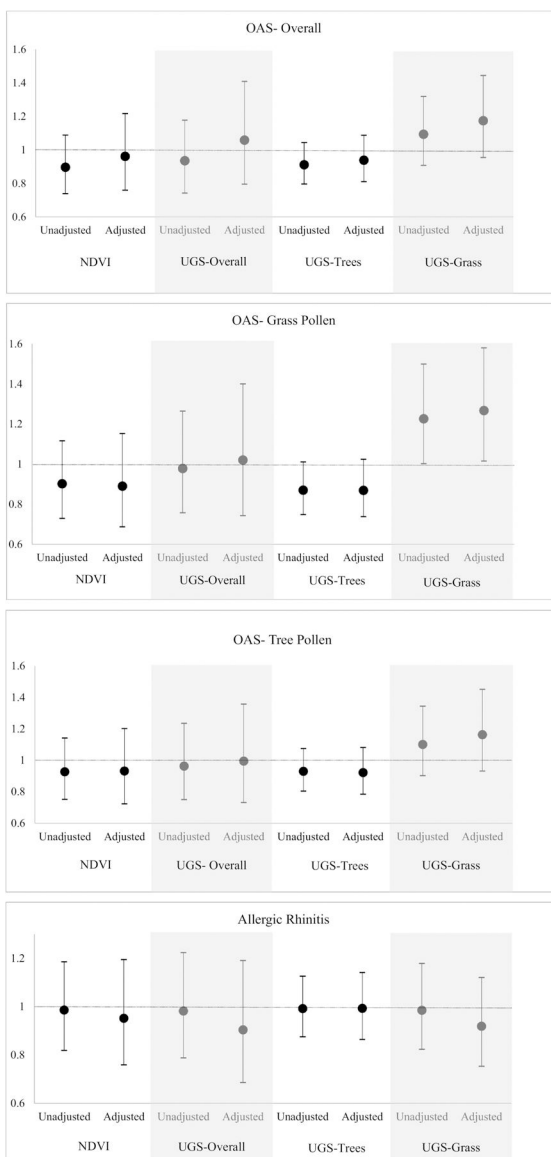 OAS- Overall
1.6
1.4
1.2
1
0.8
0.6
Unadjusted Adjusted Unadjusted Adjusted Unadjusted Adjusted Unadjusted Adjusted
NDVI UGS-Overall UGS-Trees UGS-Grass
OAS- Grass Pollen
1.6
1.4
1.2
1
0.8
0.6
Unadjusted Adjusted Unadjusted Adjusted Unadjusted Adjusted Unadjusted Adjusted
NDVI UGS-Overall UGS-Trees UGS-Grass
OAS- Tree Pollen
1.6
1.4
1.2
1
0.8
0.6
Unadjusted Adjusted Unadjusted Adjusted Unadjusted Adjusted Unadjusted Adjusted
NDVI UGS- Overall UGS-Trees UGS-Grass
Allergic Rhinitis
1.2
1
0.8
0.6
Unadjusted Adjusted Unadjusted Adjusted Unadjusted Adjusted Unadjusted Adjusted
NDVI UGS-Overall UGS-Trees UGS-Grass